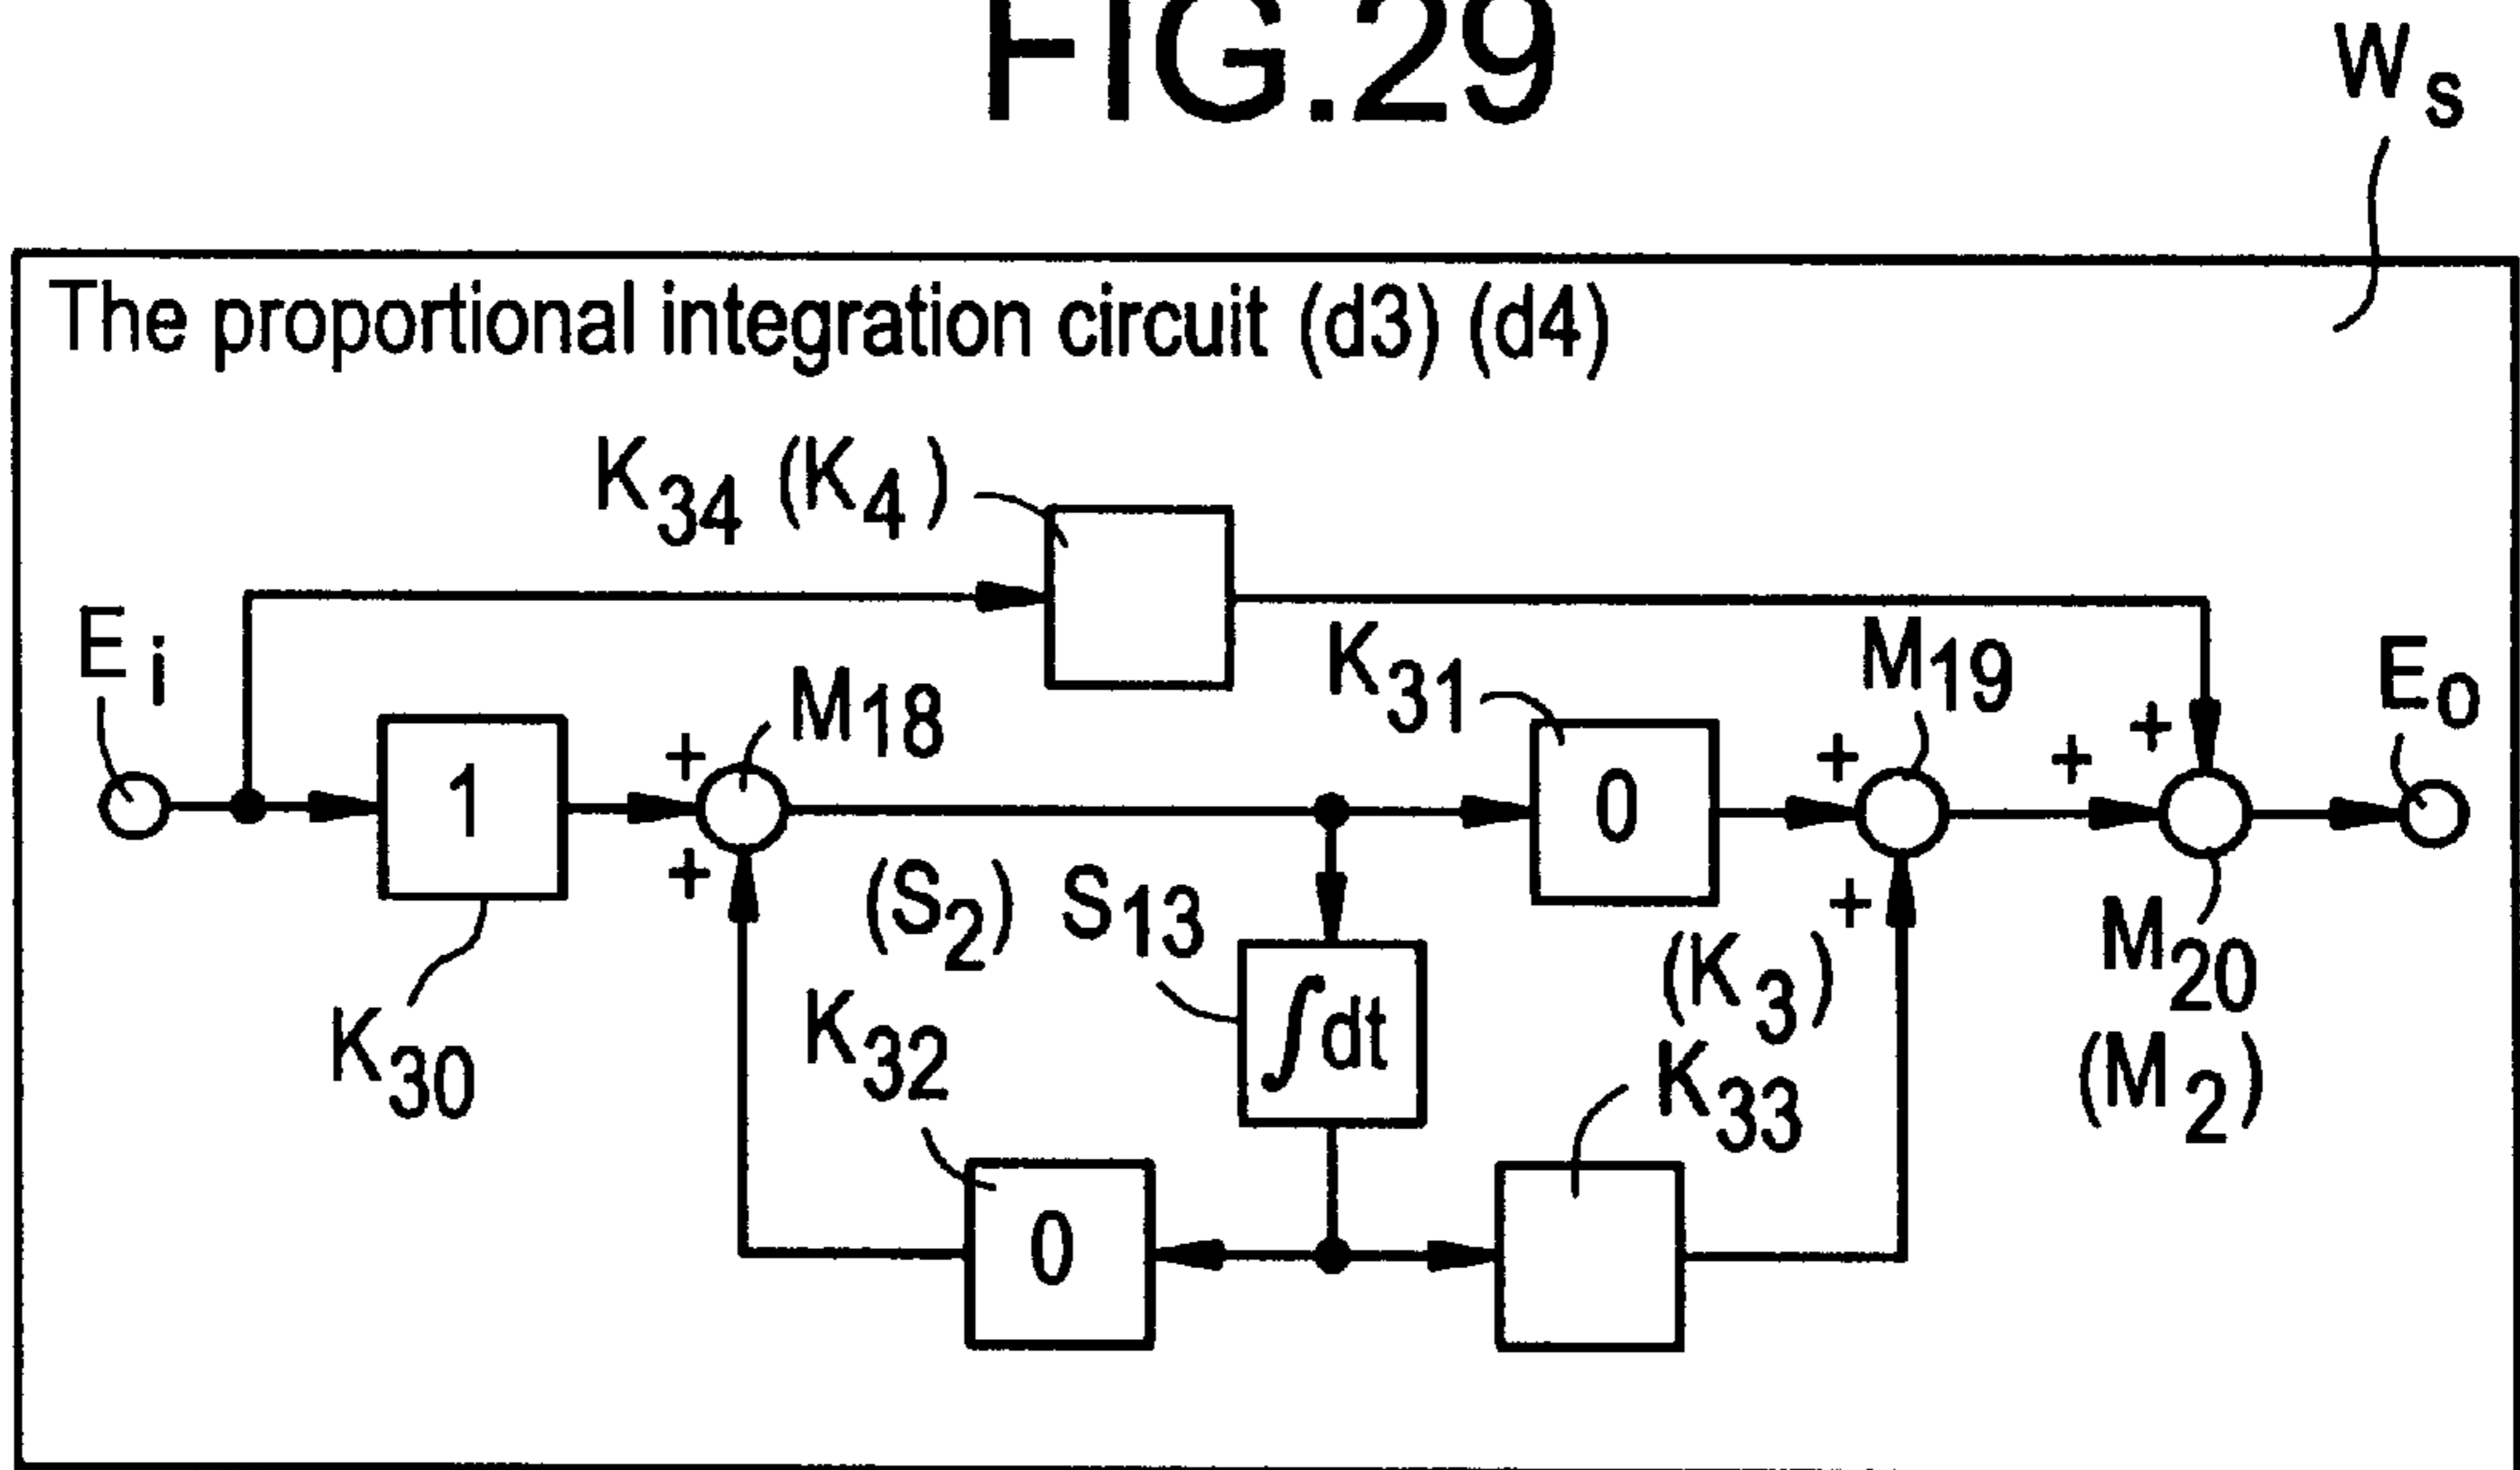 FIG.29
Ws
The proportional integration circuit (d3) (d4)
K34 (K4)
Ei
M18
K31
M19
Eo
+
+
+
+
1
0
+
+
(S2) S13
(K3)
M20
K30
K32
∫dt
K33
(M2)
0